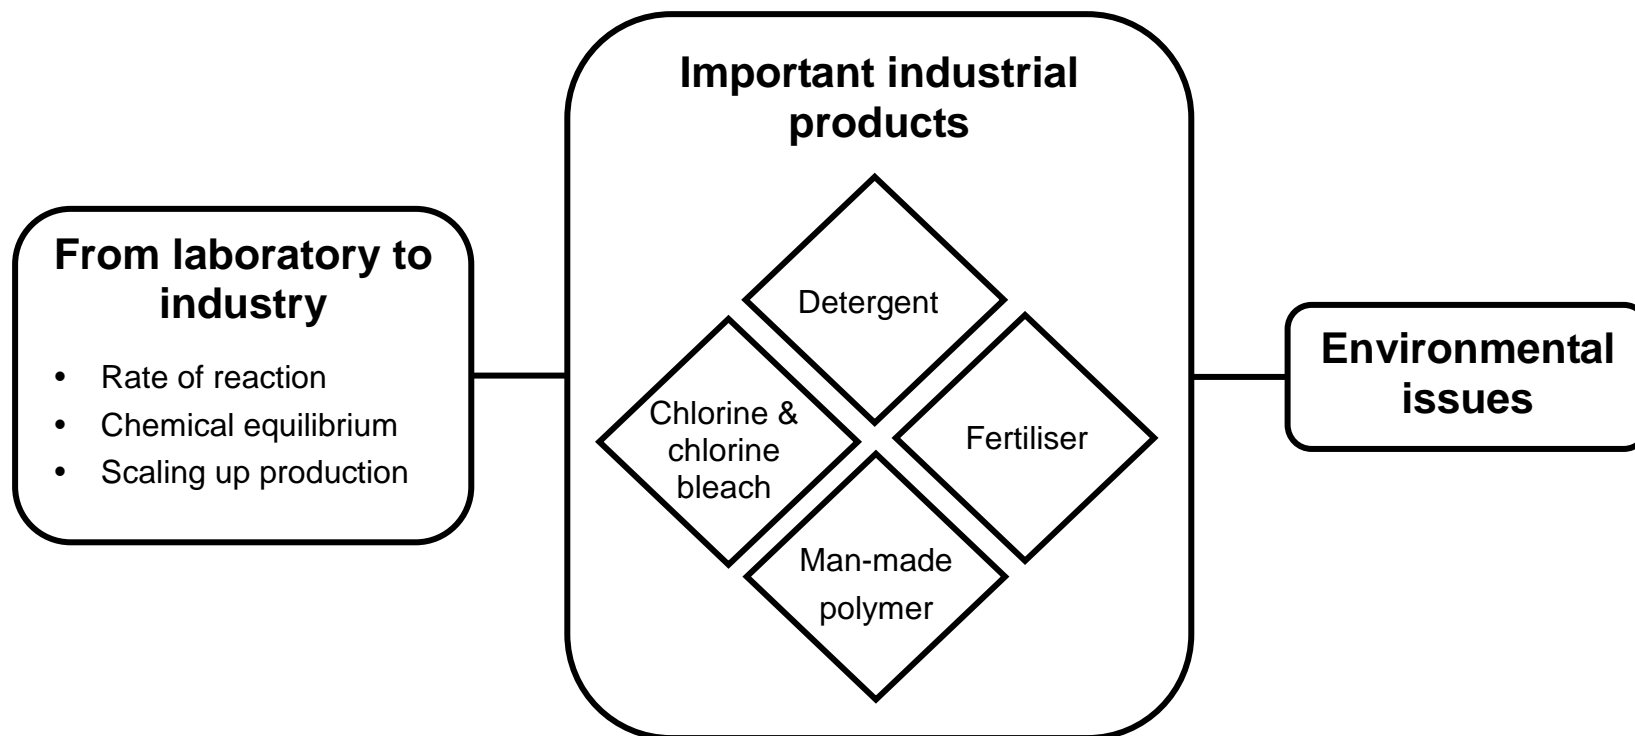 From laboratory to
industry
• Rate of reaction
• Chemical equilibrium
• Scaling up production
Important industrial
products
Detergent
Chlorine &
chlorine
bleach
Fertiliser
Man-made
polymer
Environmental
issues